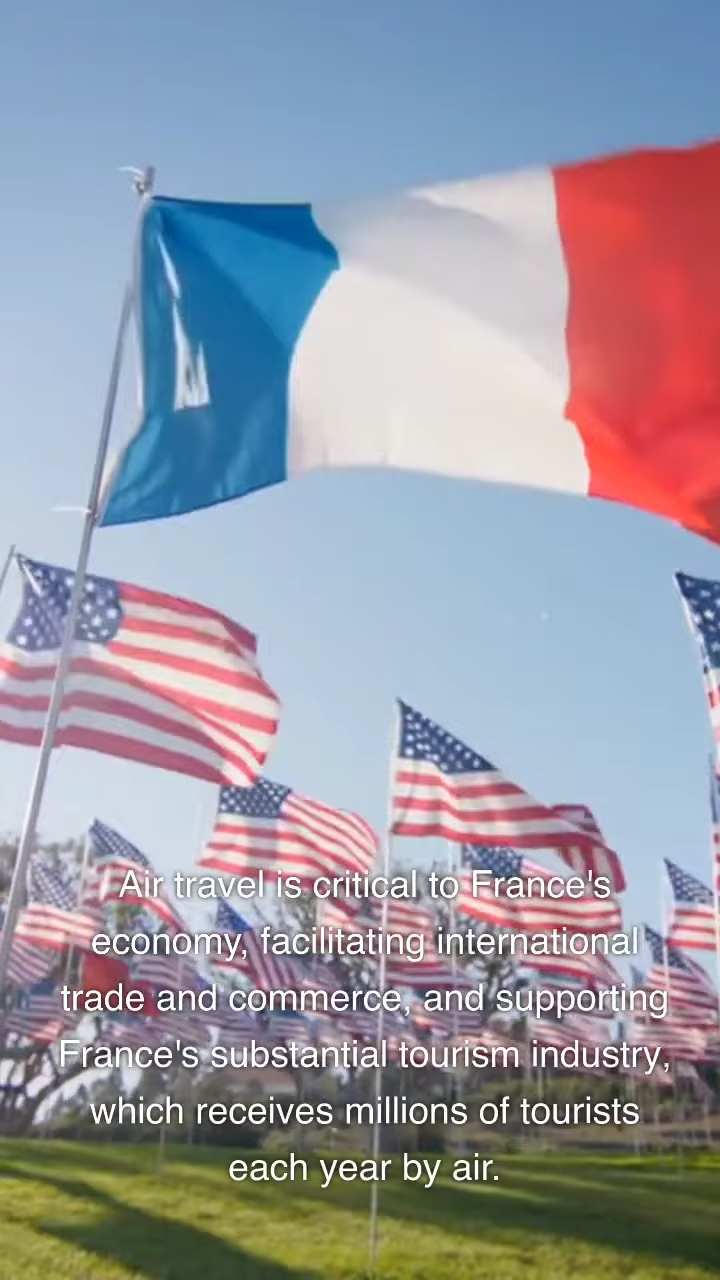 Air travel is critical to France's
economy, facilitating international
trade and commerce, and supporting
France's substantial tourism industry,
which receives millions of tourists
each year by air.